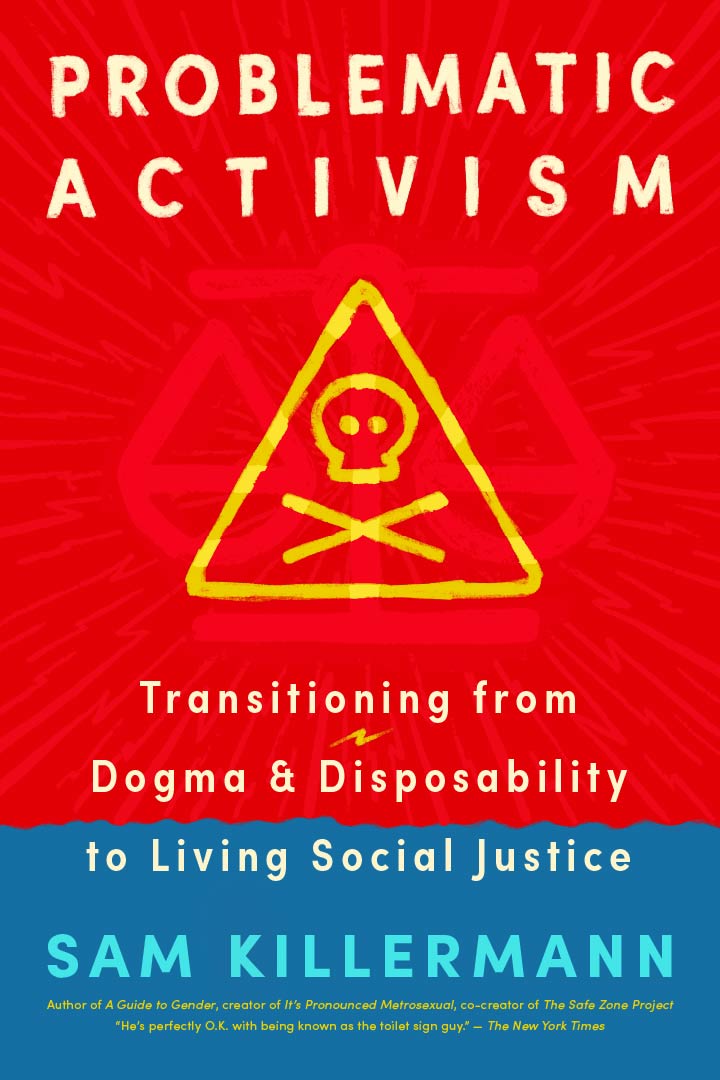 PROBLEMATIC
ACTIVISM
Transitioning from
Dogma & Disposability
to Living Social Justice
SAM KILLERMANN
Author of A Guide to Gender, creator of It’s Pronounced Metrosexual, co-creator of The Safe Zone Project
“He’s perfectly O.K. with being known as the toilet sign guy.” — The New York Times